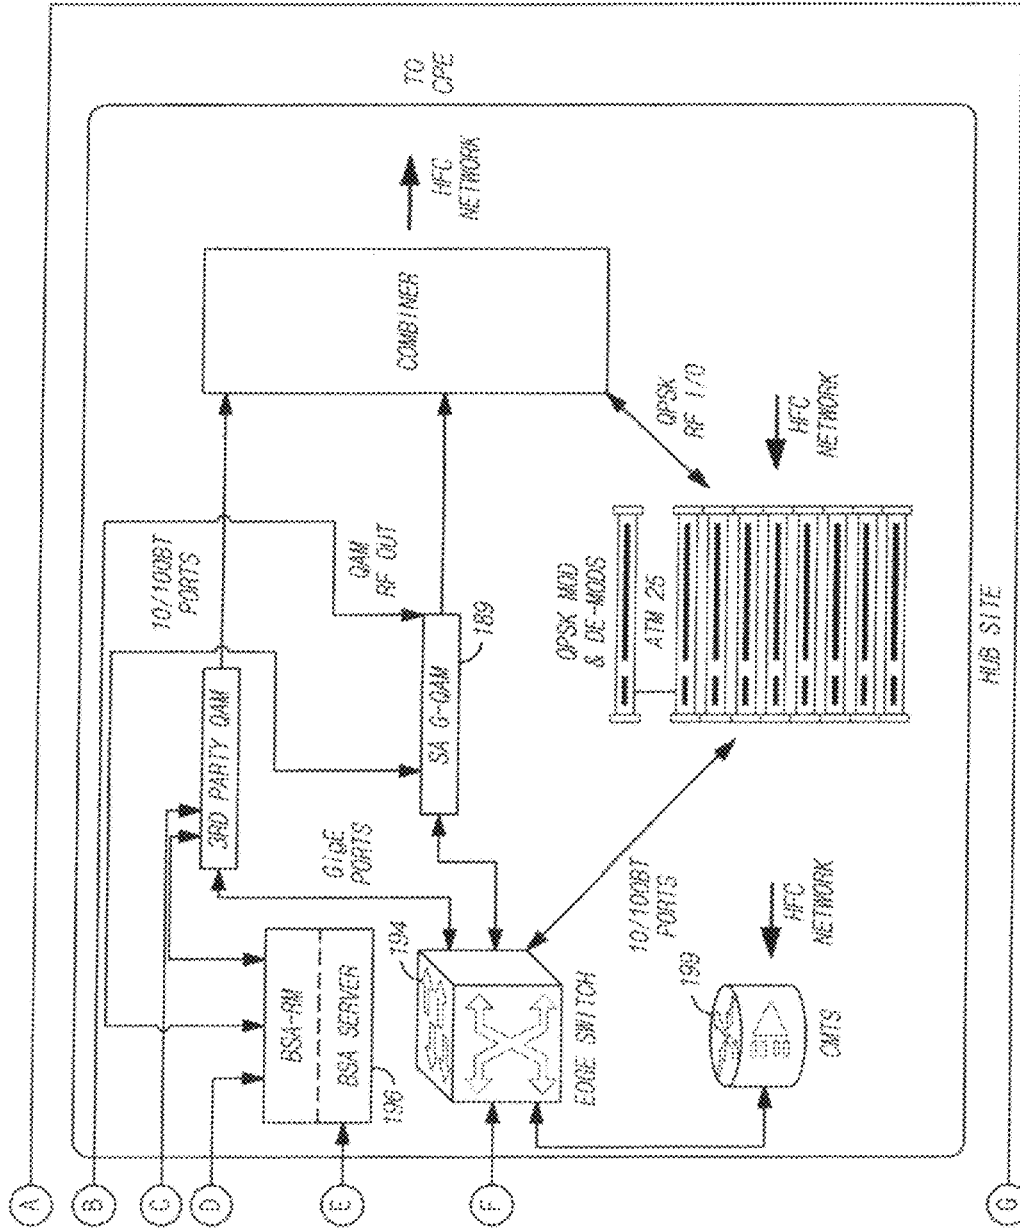 A
B
C
D
E
F
G
BSA-RM
BSA SERVER
196
3RD PARTY QAM
10/100BT
PORTS
GigE
PORTS
SA G-QAM
189
QAM
RF OUT
COMBINER
HFC
NETWORK
TO
CPE
194
EDGE SWITCH
10/100BT
PORTS
QPSK MOD
& DE-MODS
ATM 25
QPSK
RF I/O
HFC
NETWORK
190
CMTS
HFC
NETWORK
HUB SITE